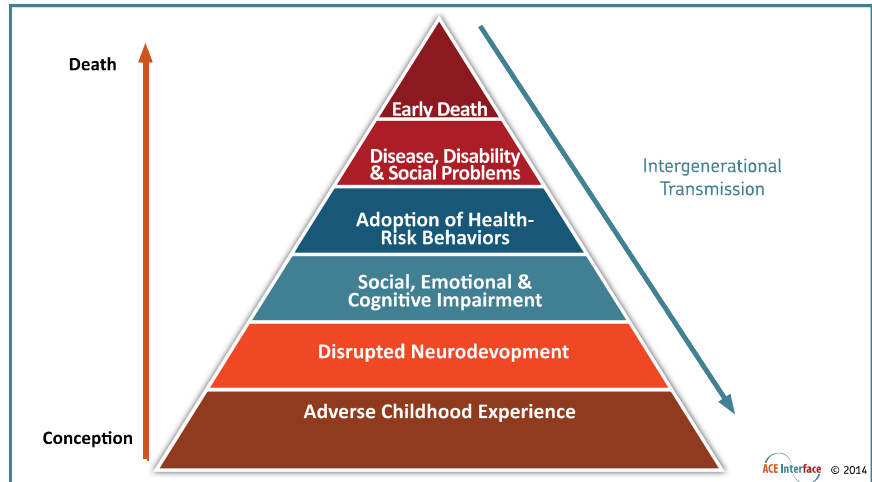 Death
Early Death
Disease, Disability
& Social Problems
Intergenerational
Transmission
Adoption of Health-
Risk Behaviors
Social, Emotional &
Cognitive Impairment
Disrupted Neurodevopment
Adverse Childhood Experience
Conception
ACE Interface © 2014